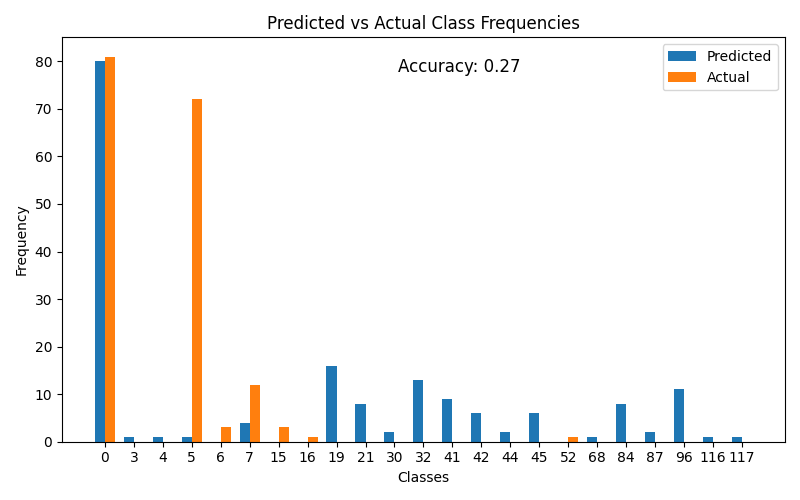 Predicted vs Actual Class Frequencies
Accuracy: 0.27
Predicted
Actual
80
70
60
50
40
30
20
10
0
Frequency
0 3 4 5 6 7 15 16 19 21 30 32 41 42 44 45 52 68 84 87 96 116 117
Classes